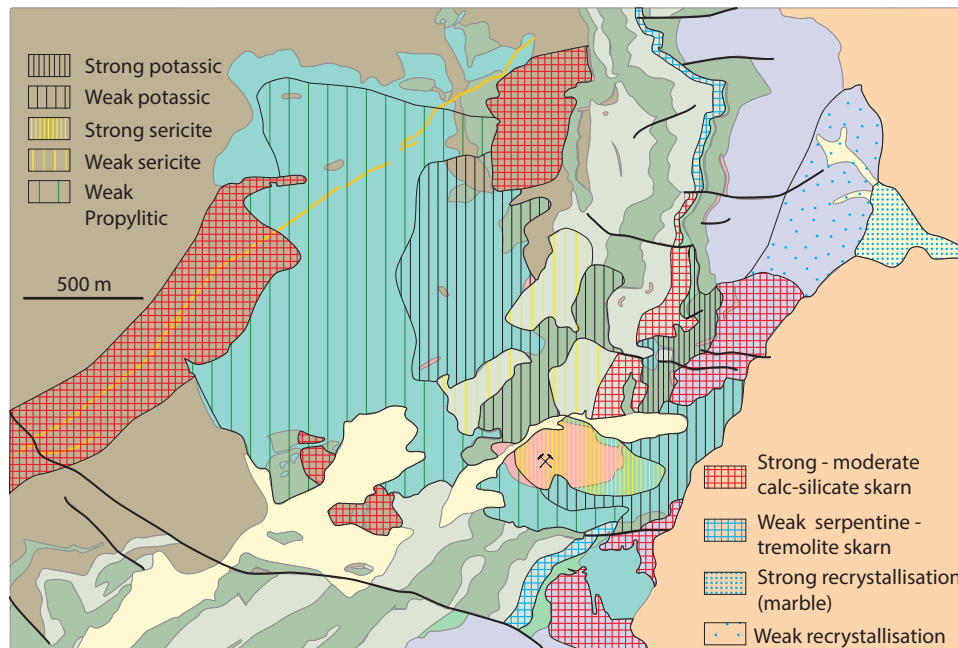 Strong potassic
Weak potassic
Strong sericite
Weak sericite
Weak
Propylitic
500 m
Strong - moderate
calc-silicate skarn
Weak serpentine -
tremolite skarn
Strong recrystallisation
(marble)
Weak recrystallisation